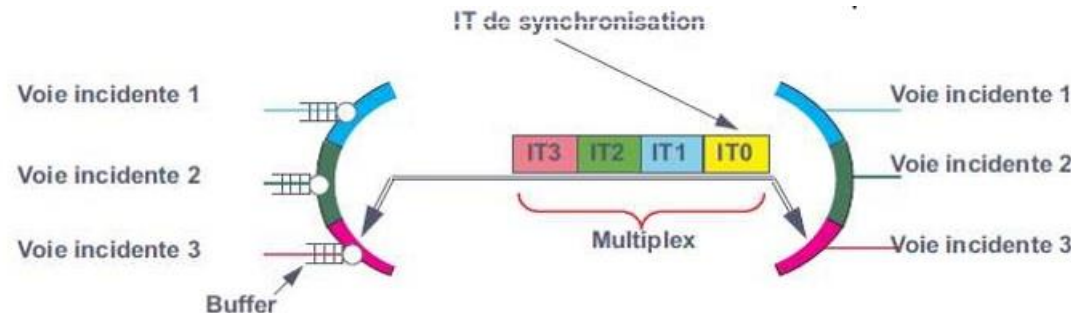 IT de synchronisation
Voie incidente 1
Voie incidente 1
IT3 IT2 IT1 IT0
Voie incidente 2
Voie incidente 2
Multiplex
Voie incidente 3
Voie incidente 3
Buffer